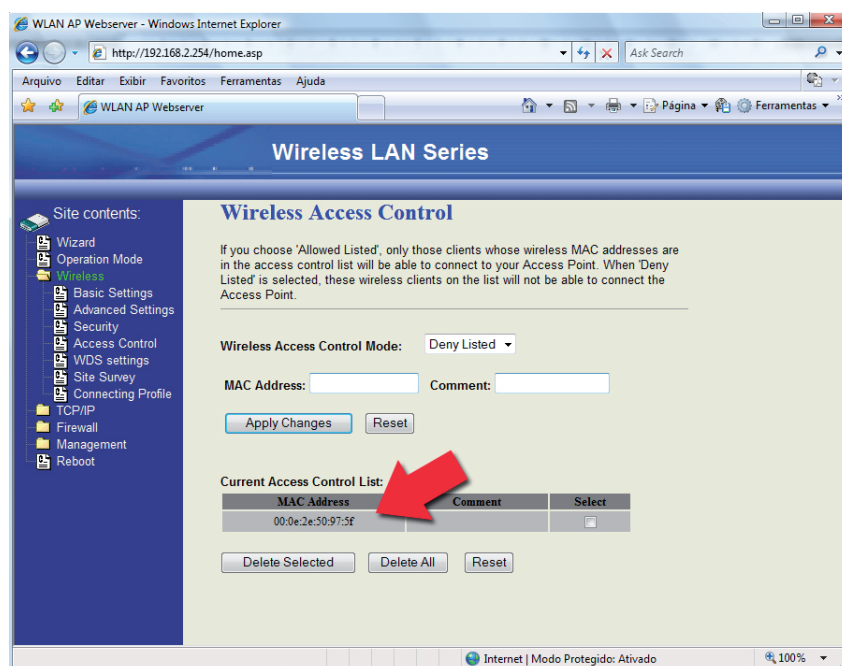 WLAN AP Webserver - Windows Internet Explorer
http://192.168.2.254/home.asp
Ask Search
Arquivo Editar Exibir Favoritos Ferramentas Ajuda
WLAN AP Webserver
Página Ferramentas
Wireless LAN Series
Site contents:
Wizard
Operation Mode
Wireless
Basic Settings
Advanced Settings
Security
Access Control
WDS settings
Site Survey
Connecting Profile
TCP/IP
Firewall
Management
Reboot
Wireless Access Control
If you choose 'Allowed Listed', only those clients whose wireless MAC addresses are
in the access control list will be able to connect to your Access Point. When 'Deny
Listed' is selected, these wireless clients on the list will not be able to connect the
Access Point.
Wireless Access Control Mode: Deny Listed
MAC Address: Comment:
Apply Changes Reset
Current Access Control List:
MAC Address Comment Select
00:0e:2e:50:97:5f
Delete Selected Delete All Reset
Internet | Modo Protegido: Ativado 100%